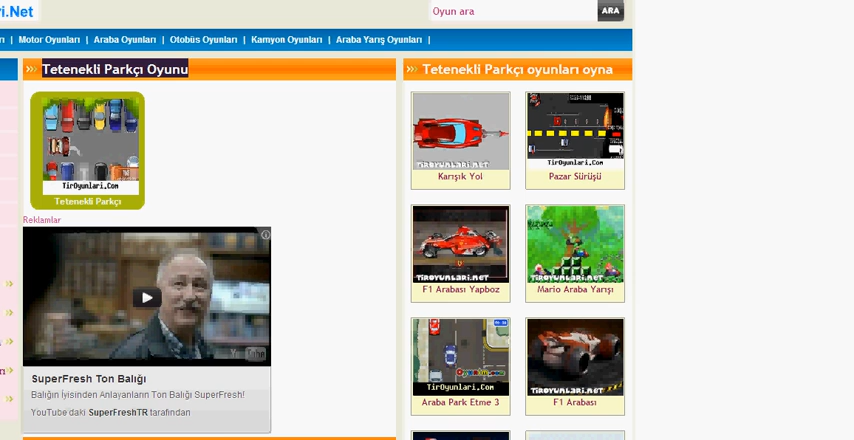 i.Net
Oyun ara
ARA
rı | Motor Oyunları | Araba Oyunları | Otobüs Oyunları | Kamyon Oyunları | Araba Yarış Oyunları |
Tetenekli Parkçı Oyunu
TirOyunlari.Com
Tetenekli Parkçı
Reklamlar
YouTube
SuperFresh Ton Balığı
Balığın İyisinden Anlayanların Ton Balığı SuperFresh!
YouTube'daki SuperFreshTR tarafından
Tetenekli Parkçı oyunları oyna
TirOYUNLARI.NET
Karışık Yol
TirOyunlari.Com
Pazar Sürüşü
TirOYUNLARI.NET
F1 Arabası Yapboz
TirOYUNLARI.NET
Mario Araba Yarışı
TirOyunlari.Com
Araba Park Etme 3
TirOYUNLARI.NET
F1 Arabası